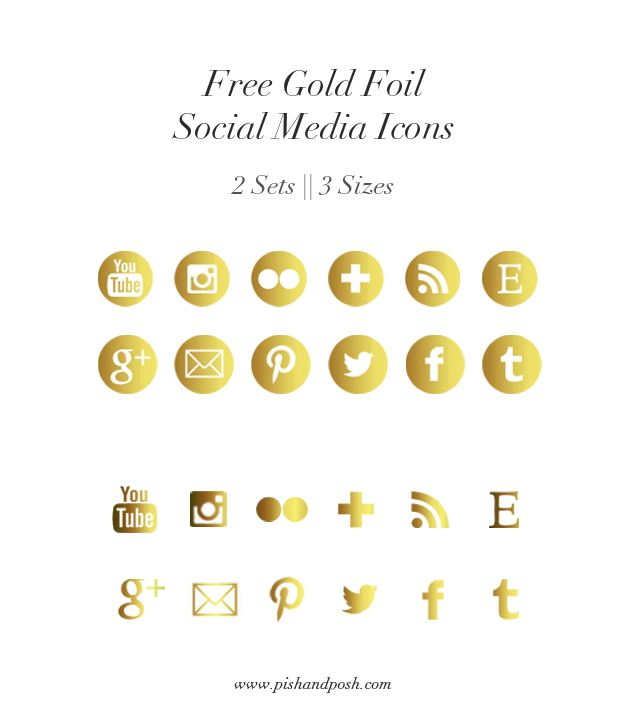 Free Gold Foil
Social Media Icons
2 Sets || 3 Sizes
You
Tube
E
g+
f
t
You
Tube
E
g+
f
t
www.pishandposh.com